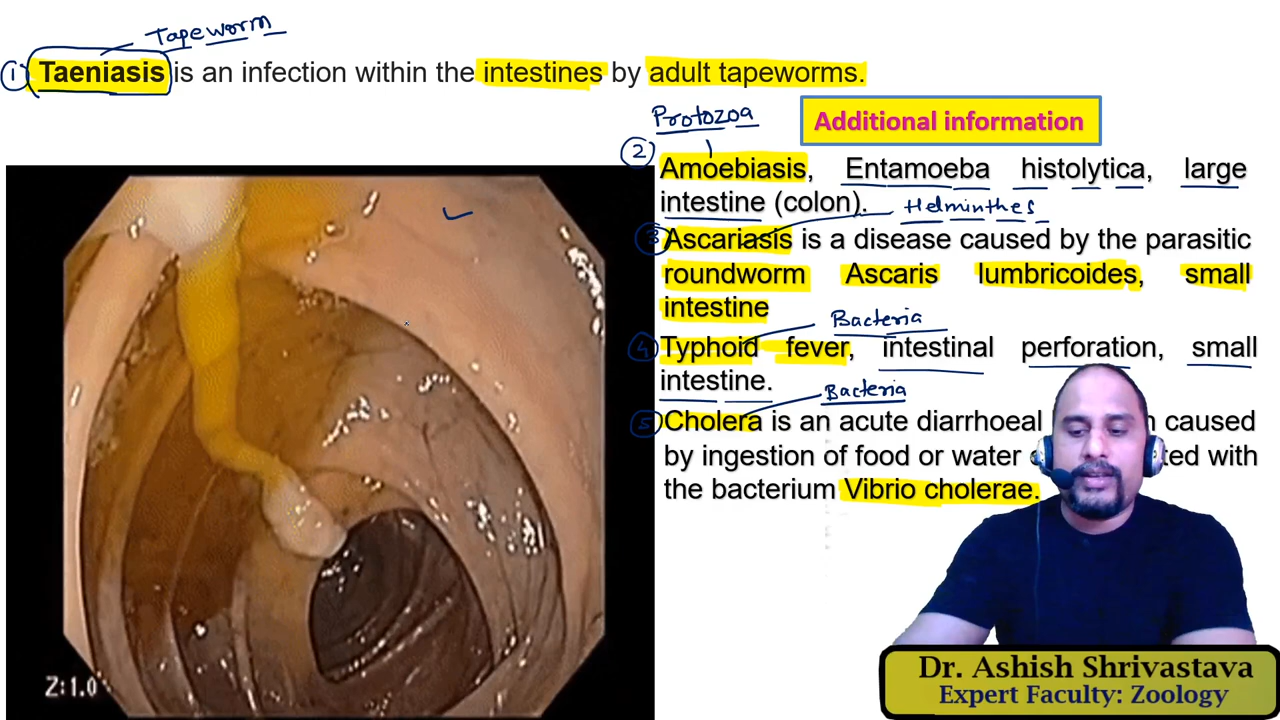 Tapeworm
① Taeniasis is an infection within the intestines by adult tapeworms.
Protozoa
Additional information
② Amoebiasis, Entamoeba histolytica, large
intestine (colon).
Helminthes
③ Ascariasis is a disease caused by the parasitic
roundworm Ascaris lumbricoides, small
intestine
Bacteria
④ Typhoid fever, intestinal perforation, small
intestine.
Bacteria
⑤ Cholera is an acute diarrhoeal caused
by ingestion of food or water with
the bacterium Vibrio cholerae.
Z:1.0
Dr. Ashish Shrivastava
Expert Faculty: Zoology